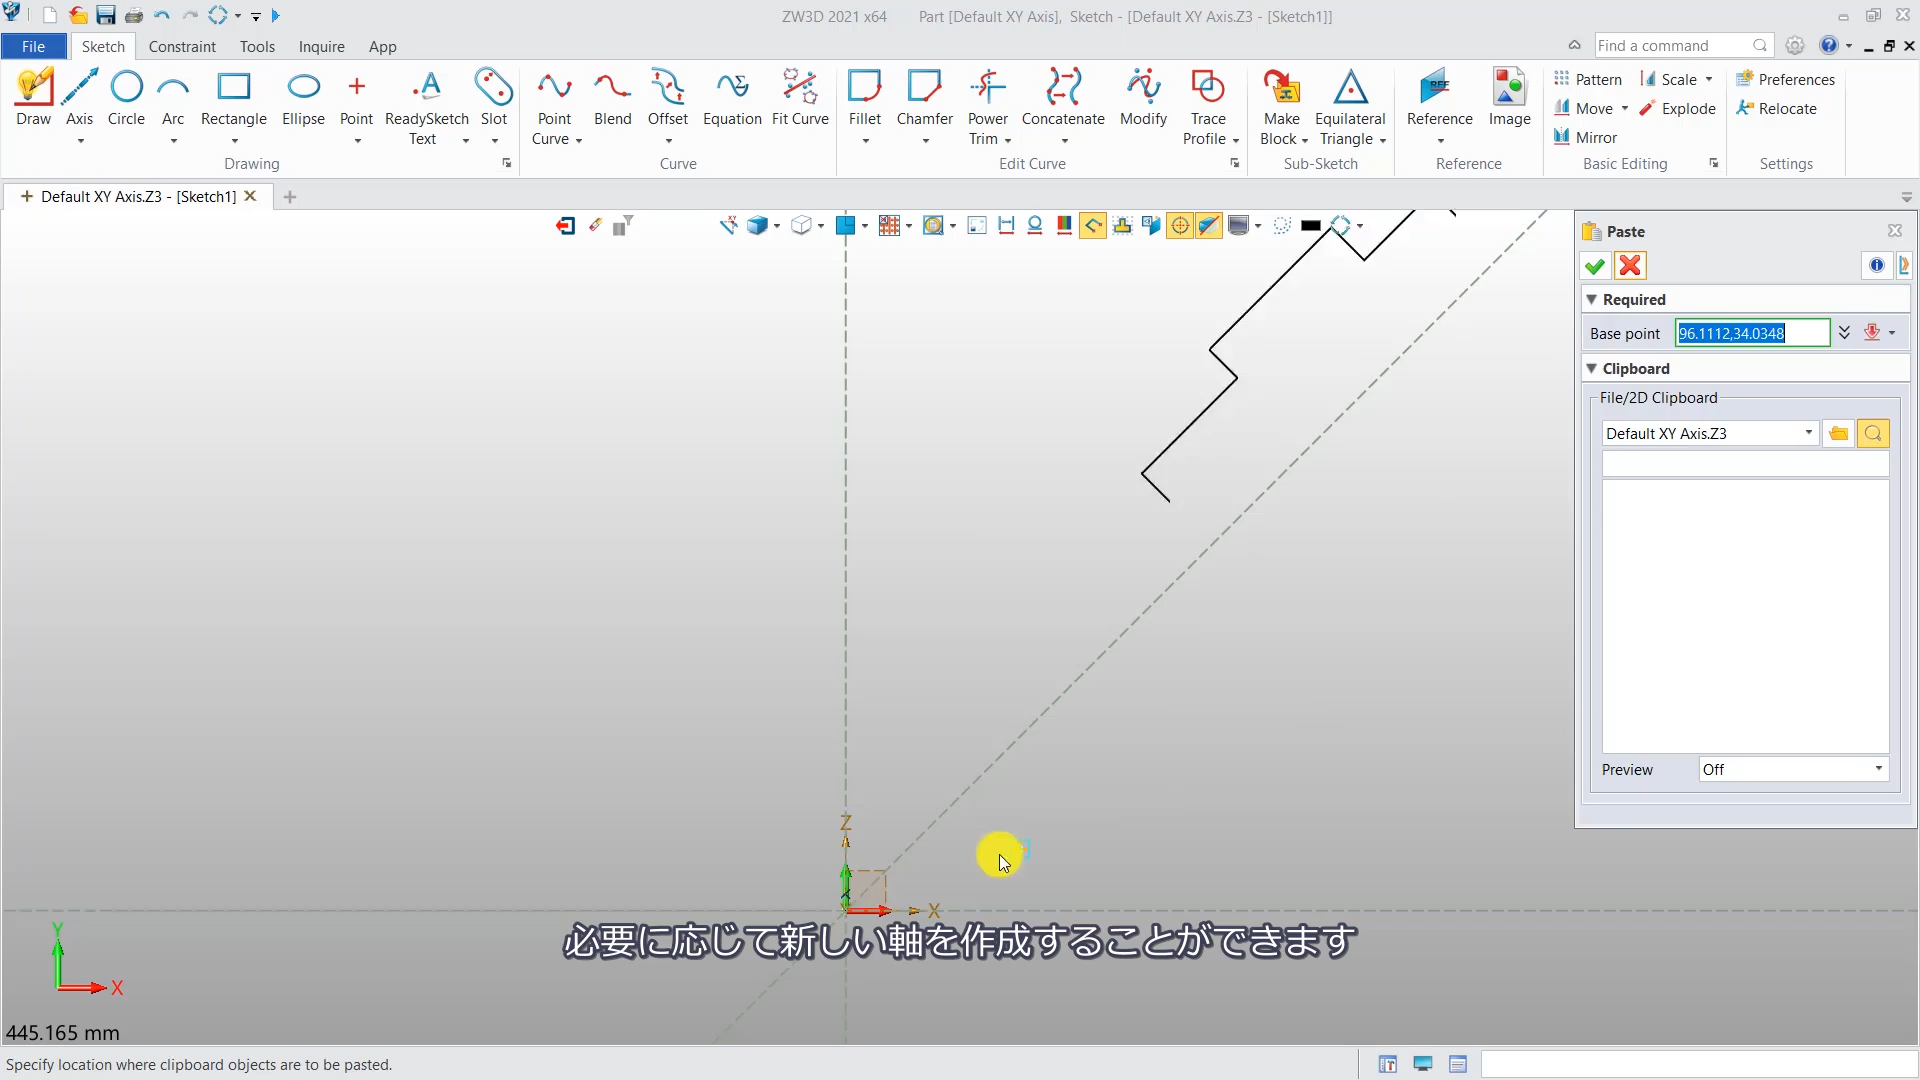 ZW3D 2021 x64 Part [Default XY Axis], Sketch - [Default XY Axis.Z3 - [Sketch1]]
File Sketch Constraint Tools Inquire App Find a command
Draw Axis Circle Arc Rectangle Ellipse Point ReadySketch Text Slot
Drawing
Point Curve Blend Offset Equation Fit Curve
Curve
Fillet Chamfer Power Trim Concatenate Modify Trace Profile
Edit Curve
Make Block Equilateral Triangle
Sub-Sketch
REF
Reference Image
Reference
Pattern Scale
Move Explode
Mirror
Basic Editing
Preferences
Relocate
Settings
Default XY Axis.Z3 - [Sketch1]
Paste
Required
Base point 96.1112,34.0348
Clipboard
File/2D Clipboard
Default XY Axis.Z3
Preview Off
Z
X
必要に応じて新しい軸を作成することができます
Y
X
445.165 mm
Specify location where clipboard objects are to be pasted.